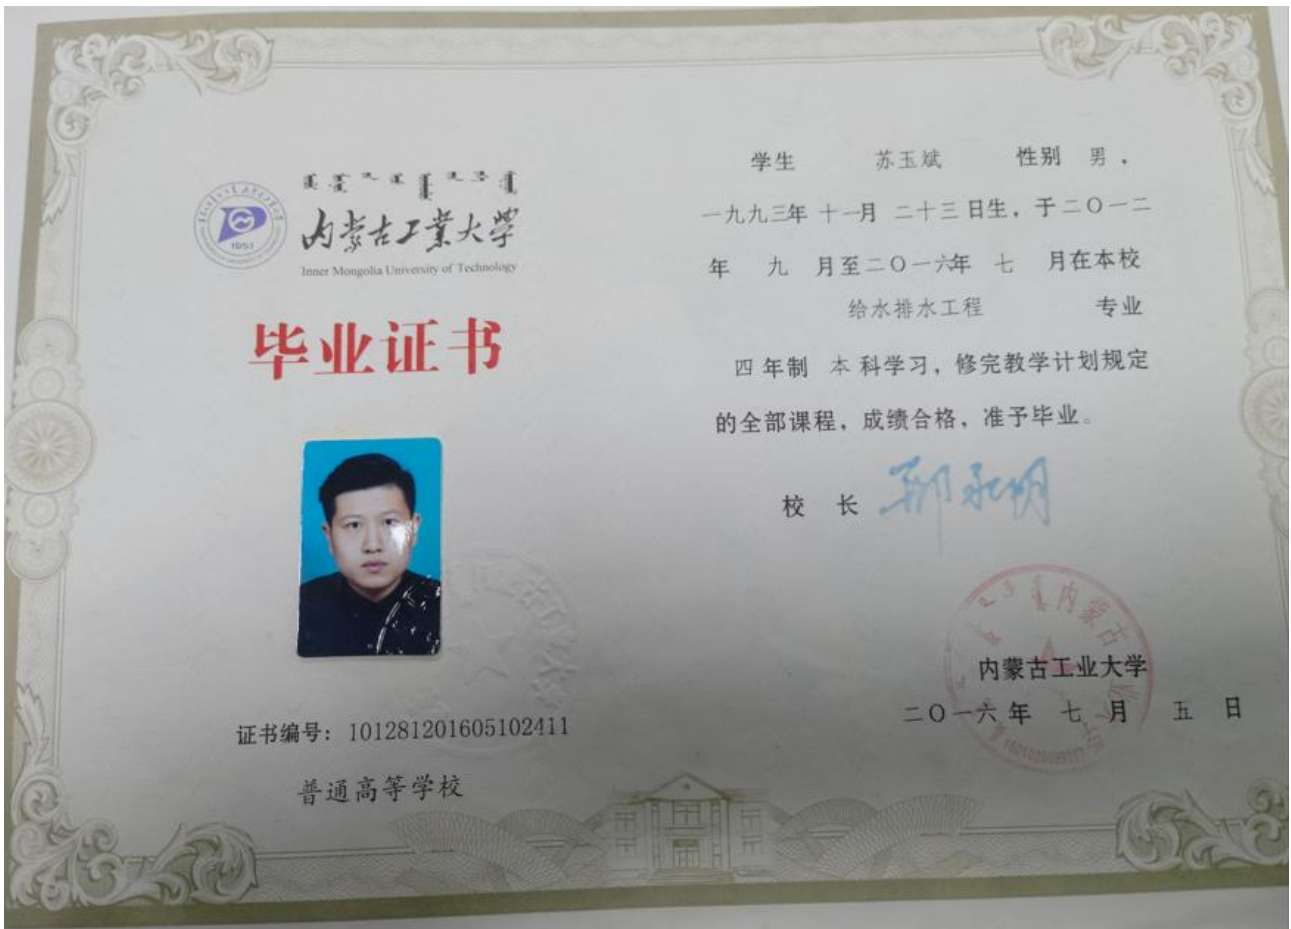 内蒙古工業大学
Inner Mongolia University of Technology
1951
毕业证书
证书编号：101281201605102411
普通高等学校
学生 苏玉斌 性别 男，
一九九三年 十一月 二十三日生，于二〇一二
年 九 月至二〇一六年 七 月在本校
给水排水工程 专业
四 年制 本 科学习，修完教学计划规定
的全部课程，成绩合格，准予毕业。
校 长
内蒙古工业大学
二〇一六 年 七 月 五 日